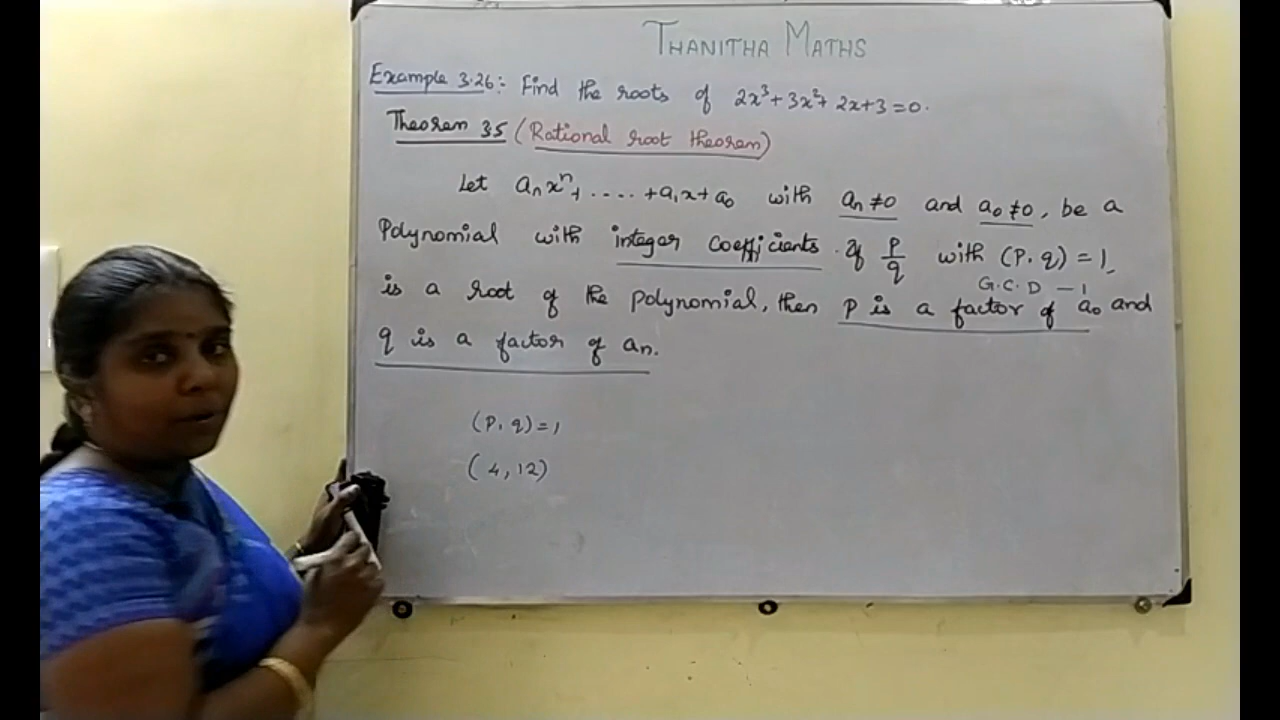 THANITHA MATHS
Example 3.26: Find the roots of 2x³+3x²+2x+3=0.
Theorem 3.5 (Rational root theorem)
Let aₙxⁿ+.....+a₁x+a₀ with aₙ≠0 and a₀≠0, be a
Polynomial with integer coefficients. If P/q with (P, q) = 1,
G.C.D – 1
is a root of the polynomial, then P is a factor of a₀ and
q is a factor of aₙ.
(P, q)=1
(4, 12)